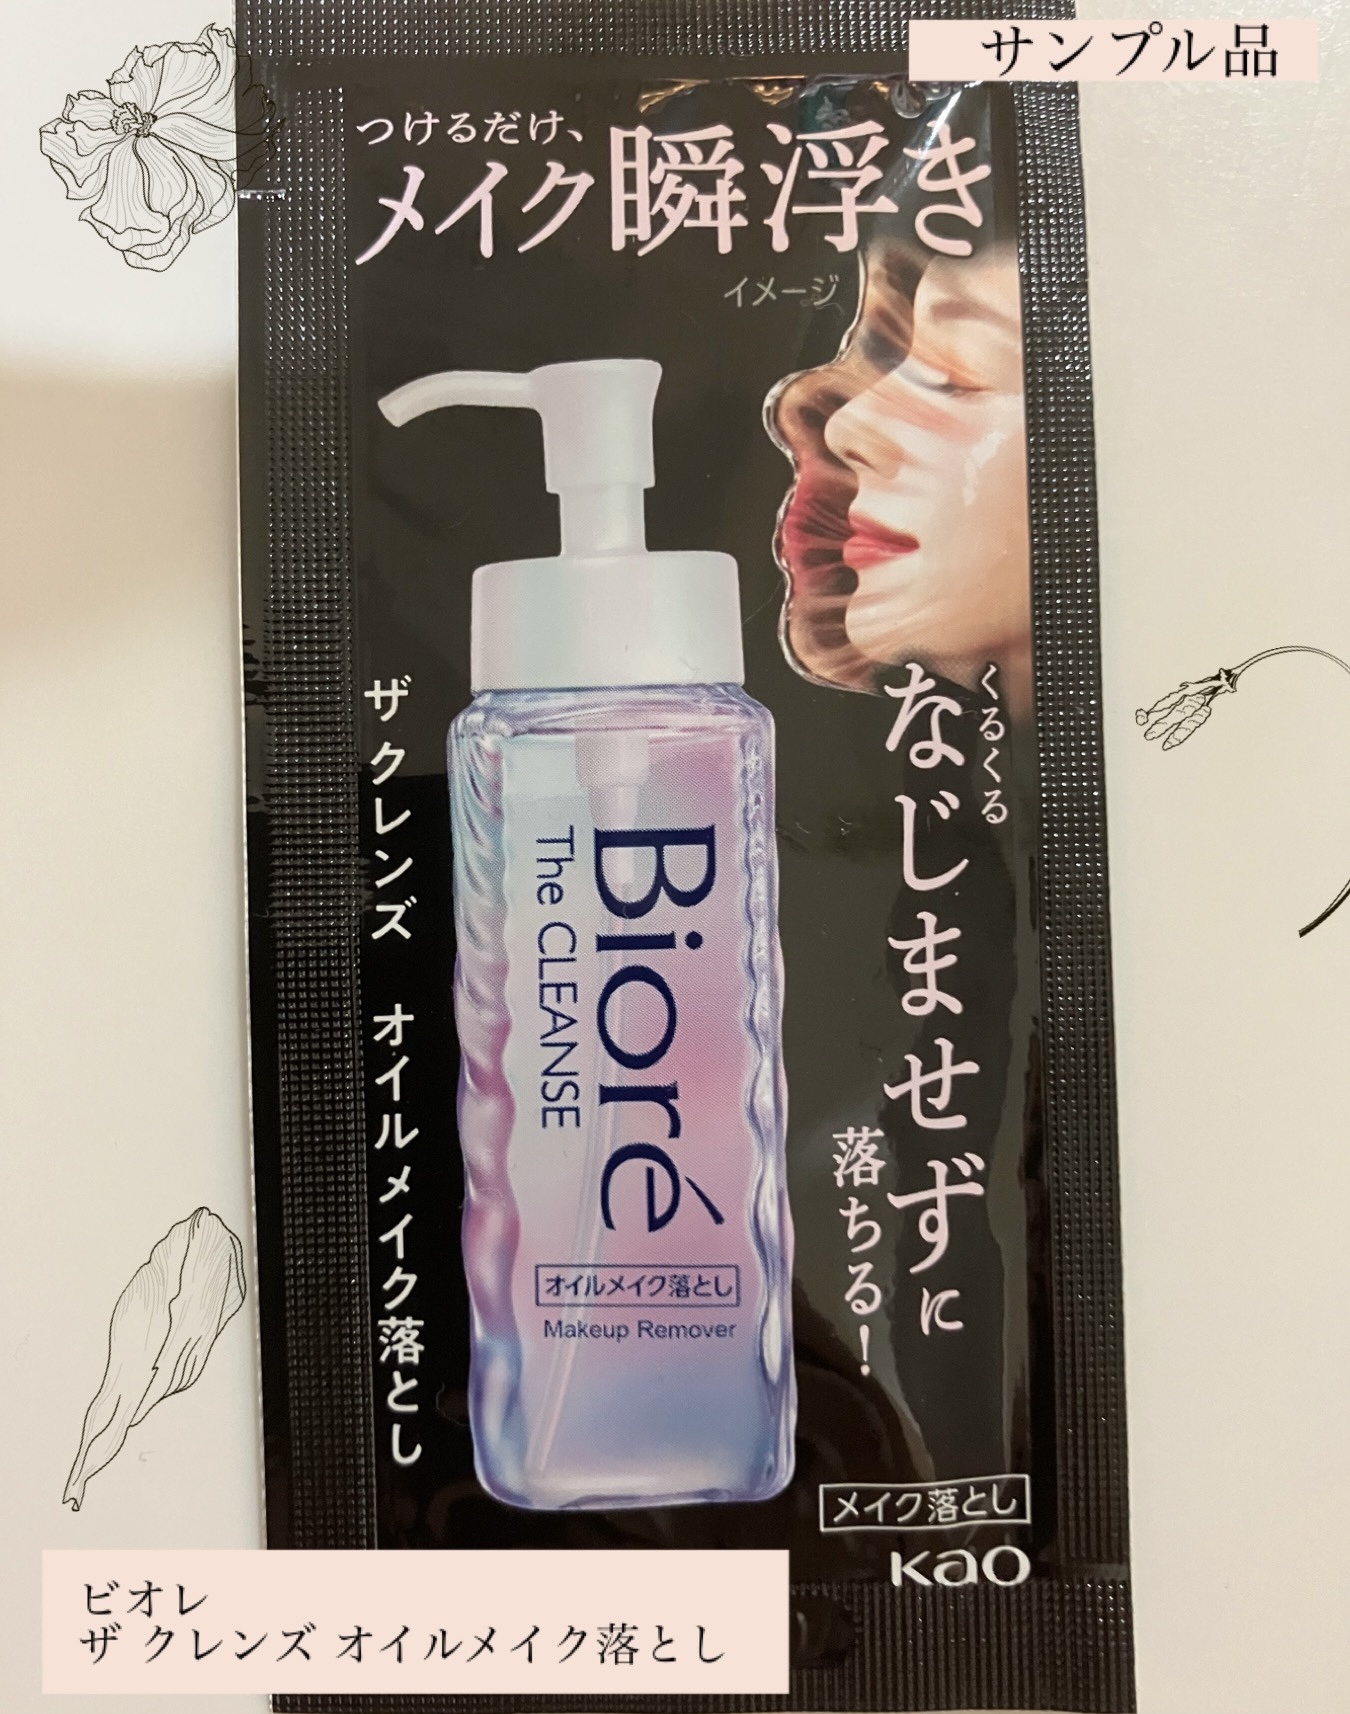 サンプル品
つけるだけ、
メイク瞬浮き
イメージ
くるくる
なじませずに
落ちる!
ザ クレンズ オイルメイク落とし
Bioré
The CLEANSE
オイルメイク落とし
Makeup Remover
メイク落とし
Kao
ビオレ
ザ クレンズ オイルメイク落とし